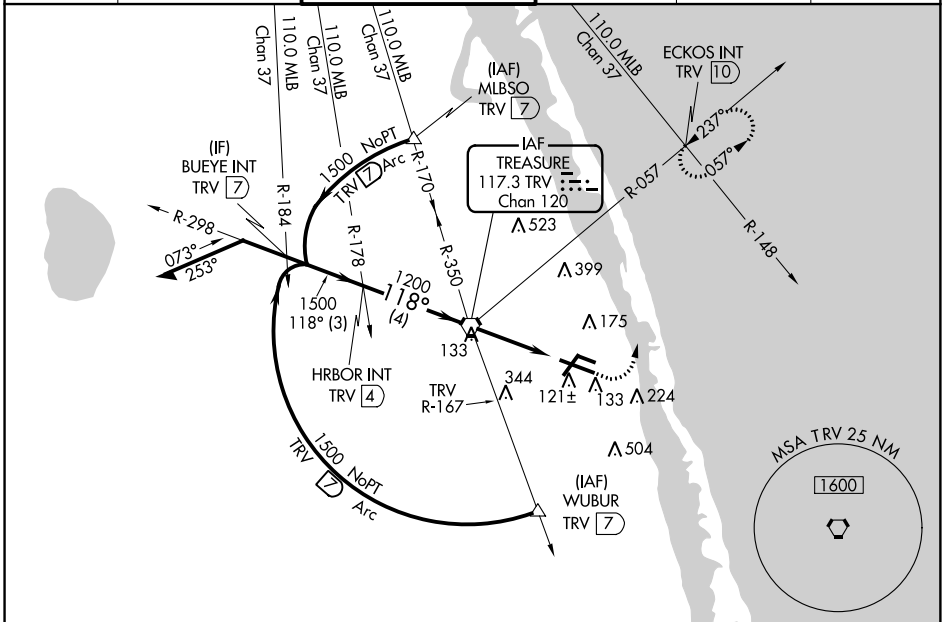 110.0 MLB
Chan 37
110.0 MLB
Chan 37
110.0 MLB
Chan 37
110.0 MLB
Chan 37
ECKOS INT
TRV 10
237°
057°
R-057
R-148
(IAF)
MLBSO
TRV 7
1500 NoPT
TRV 7 Arc
IAF
TREASURE
117.3 TRV
Chan 120
(IF)
BUEYE INT
TRV 7
R-298
073°
253°
R-184
R-178
R-170
R-350
523
399
175
1500
118° (3)
1200
118°
(4)
133
HRBOR INT
TRV 4
TRV
R-167
344
121±
133
224
504
1500 NoPT
TRV 7 Arc
(IAF)
WUBUR
TRV 7
MSA TRV 25 NM
1600